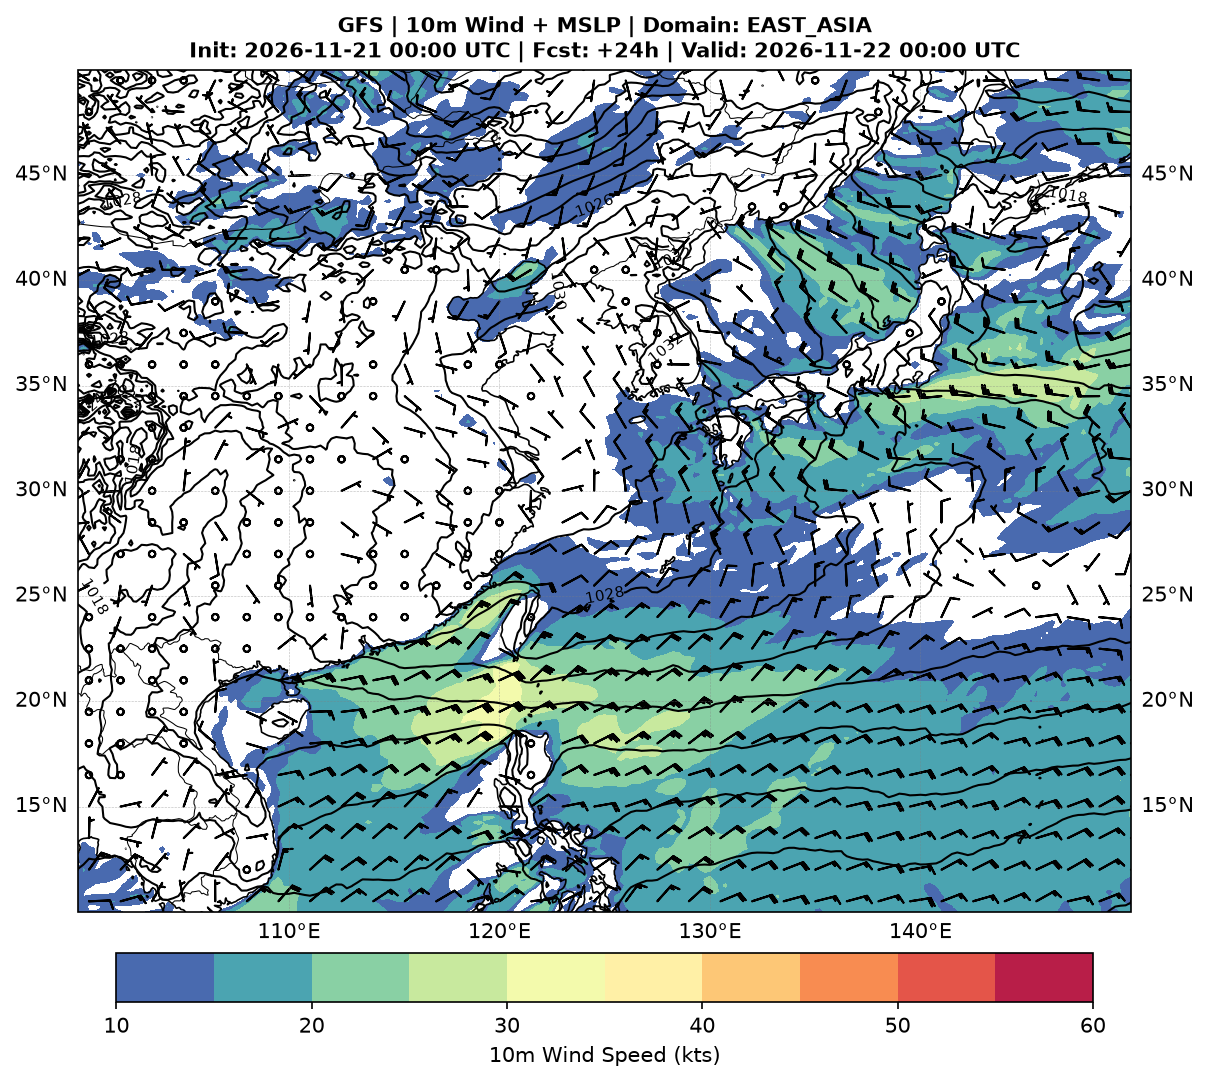 GFS | 10m Wind + MSLP | Domain: EAST_ASIA
Init: 2026-11-21 00:00 UTC | Fcst: +24h | Valid: 2026-11-22 00:00 UTC
45°N
1028
1026
1018
45°N
40°N
40°N
1032
35°N
35°N
30°N
30°N
1018
25°N
1028
25°N
20°N
20°N
15°N
15°N
110°E 120°E 130°E 140°E
10 20 30 40 50 60
10m Wind Speed (kts)